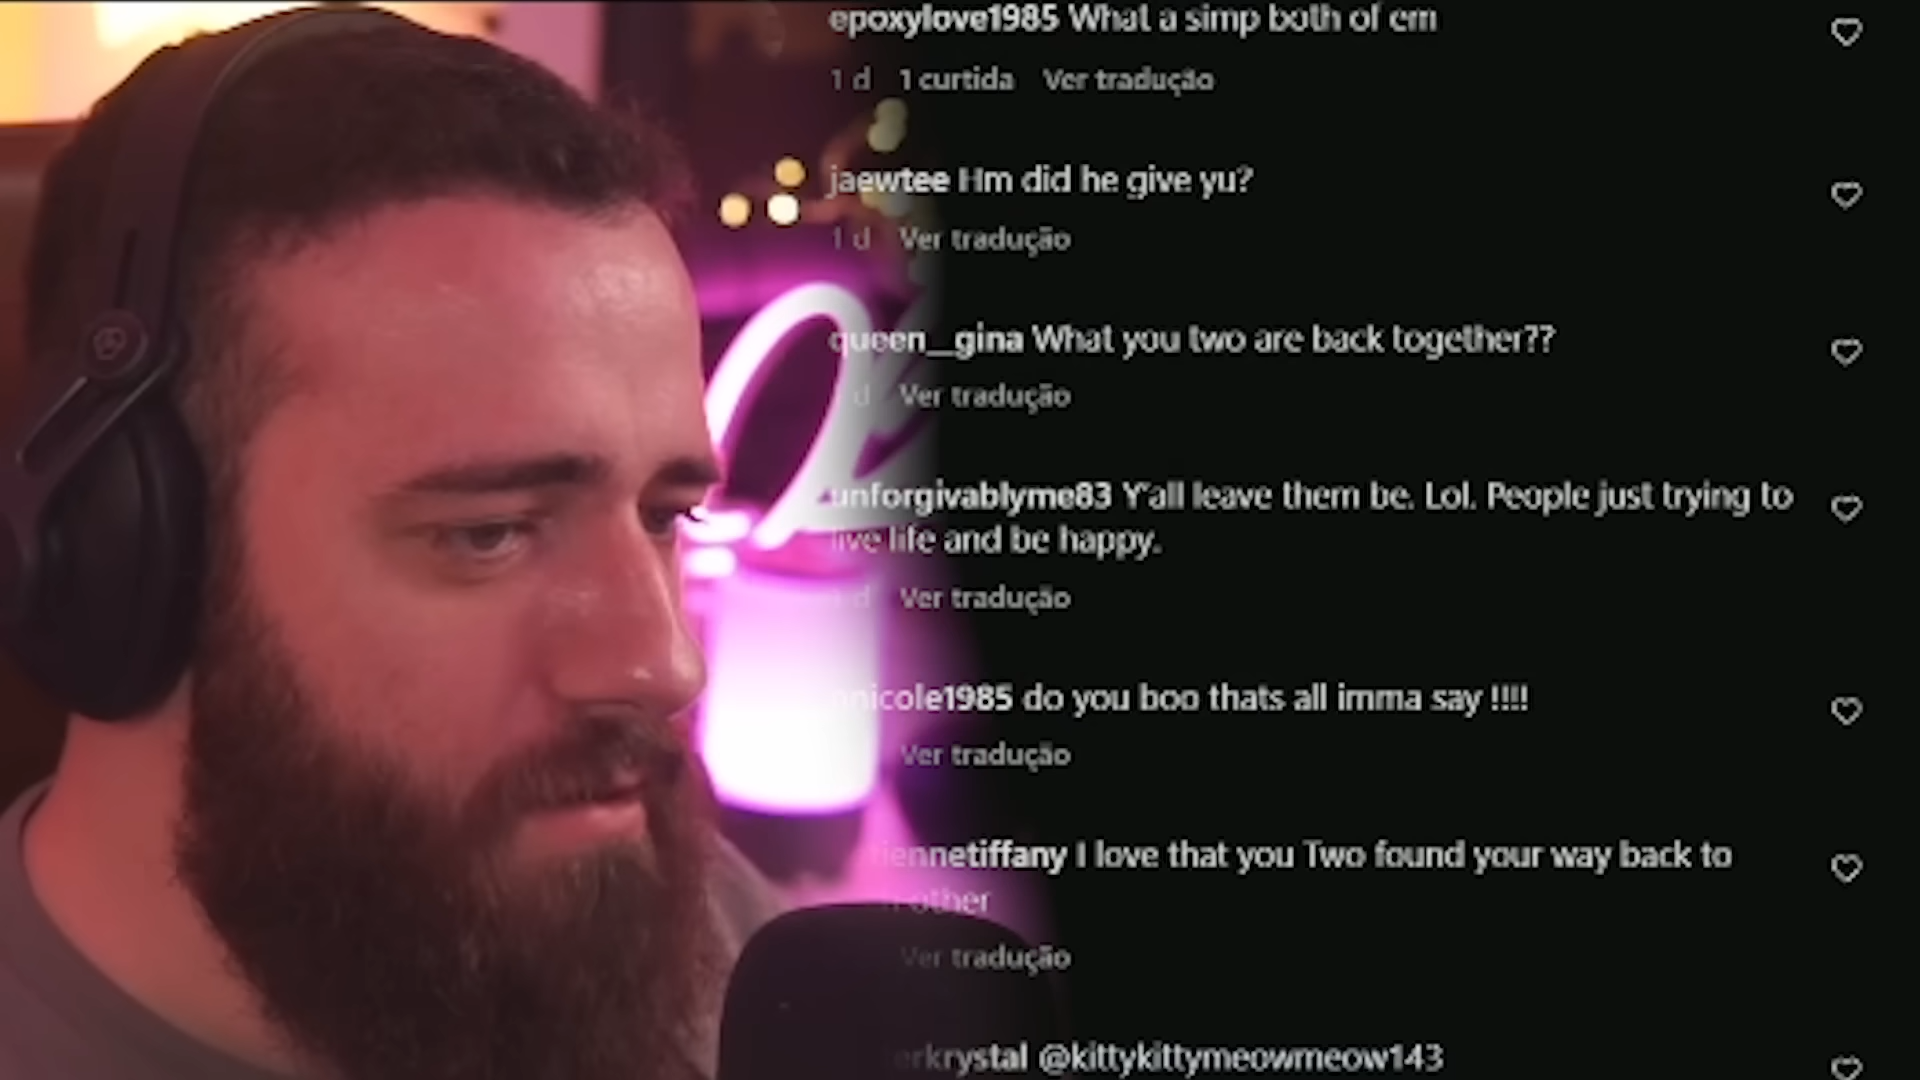 epoxylove1985 What a simp both of em
1 d 1 curtida Ver tradução
jaewtee Hm did he give yu?
1 d Ver tradução
queen__gina What you two are back together??
d Ver tradução
unforgivablyme83 Y'all leave them be. Lol. People just trying to
live life and be happy.
d Ver tradução
nnicole1985 do you boo thats all imma say !!!!
Ver tradução
iennetiffany I love that you Two found your way back to
other
Ver tradução
erkrystal @kittykittymeowmeow143